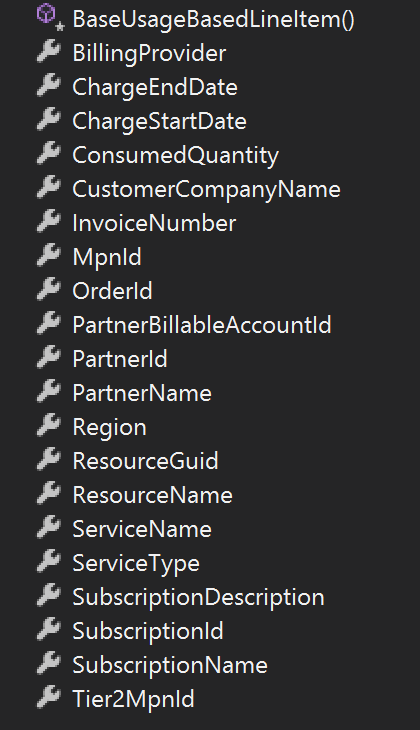 BaseUsageBasedLineItem()
BillingProvider
ChargeEndDate
ChargeStartDate
ConsumedQuantity
CustomerCompanyName
InvoiceNumber
MpnId
OrderId
PartnerBillableAccountId
PartnerId
PartnerName
Region
ResourceGuid
ResourceName
ServiceName
ServiceType
SubscriptionDescription
SubscriptionId
SubscriptionName
Tier2MpnId